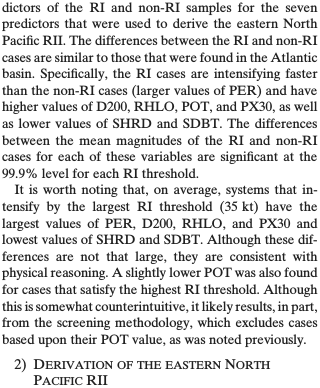 dictors of the RI and non-RI samples for the seven
predictors that were used to derive the eastern North
Pacific RII. The differences between the RI and non-RI
cases are similar to those that were found in the Atlantic
basin. Specifically, the RI cases are intensifying faster
than the non-RI cases (larger values of PER) and have
higher values of D200, RHLO, POT, and PX30, as well
as lower values of SHRD and SDBT. The differences
between the mean magnitudes of the RI and non-RI
cases for each of these variables are significant at the
99.9% level for each RI threshold.
It is worth noting that, on average, systems that in-
tensify by the largest RI threshold (35 kt) have the
largest values of PER, D200, RHLO, and PX30 and
lowest values of SHRD and SDBT. Although these dif-
ferences are not that large, they are consistent with
physical reasoning. A slightly lower POT was also found
for cases that satisfy the highest RI threshold. Although
this is somewhat counterintuitive, it likely results, in part,
from the screening methodology, which excludes cases
based upon their POT value, as was noted previously.
2) DERIVATION OF THE EASTERN NORTH
PACIFIC RII